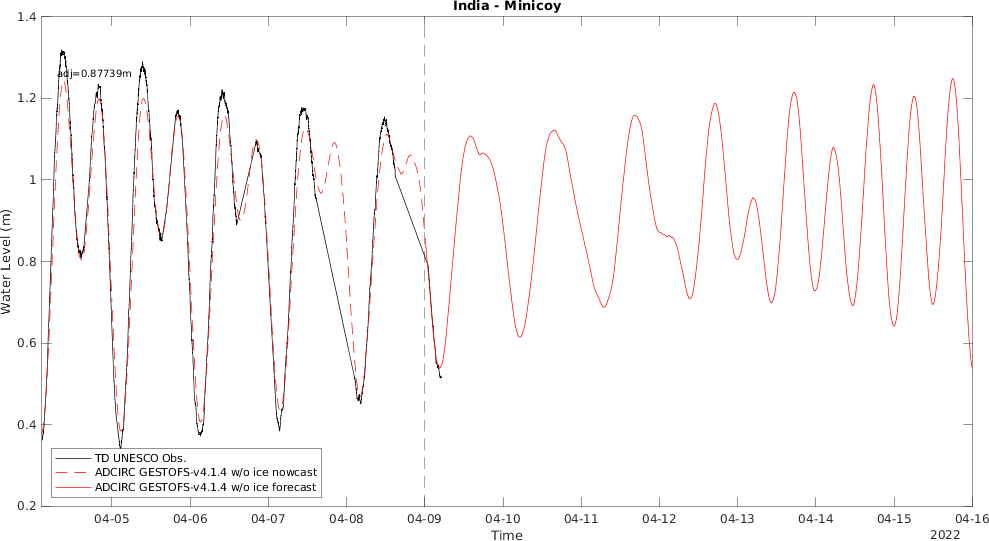 India - Minicoy
1.4
1.2
1
0.8
0.6
0.4
0.2
Water Level (m)
adj=0.87739m
TD UNESCO Obs.
ADCIRC GESTOFS-v4.1.4 w/o ice nowcast
ADCIRC GESTOFS-v4.1.4 w/o ice forecast
04-05 04-06 04-07 04-08 04-09 04-10 04-11 04-12 04-13 04-14 04-15 04-16
Time
2022